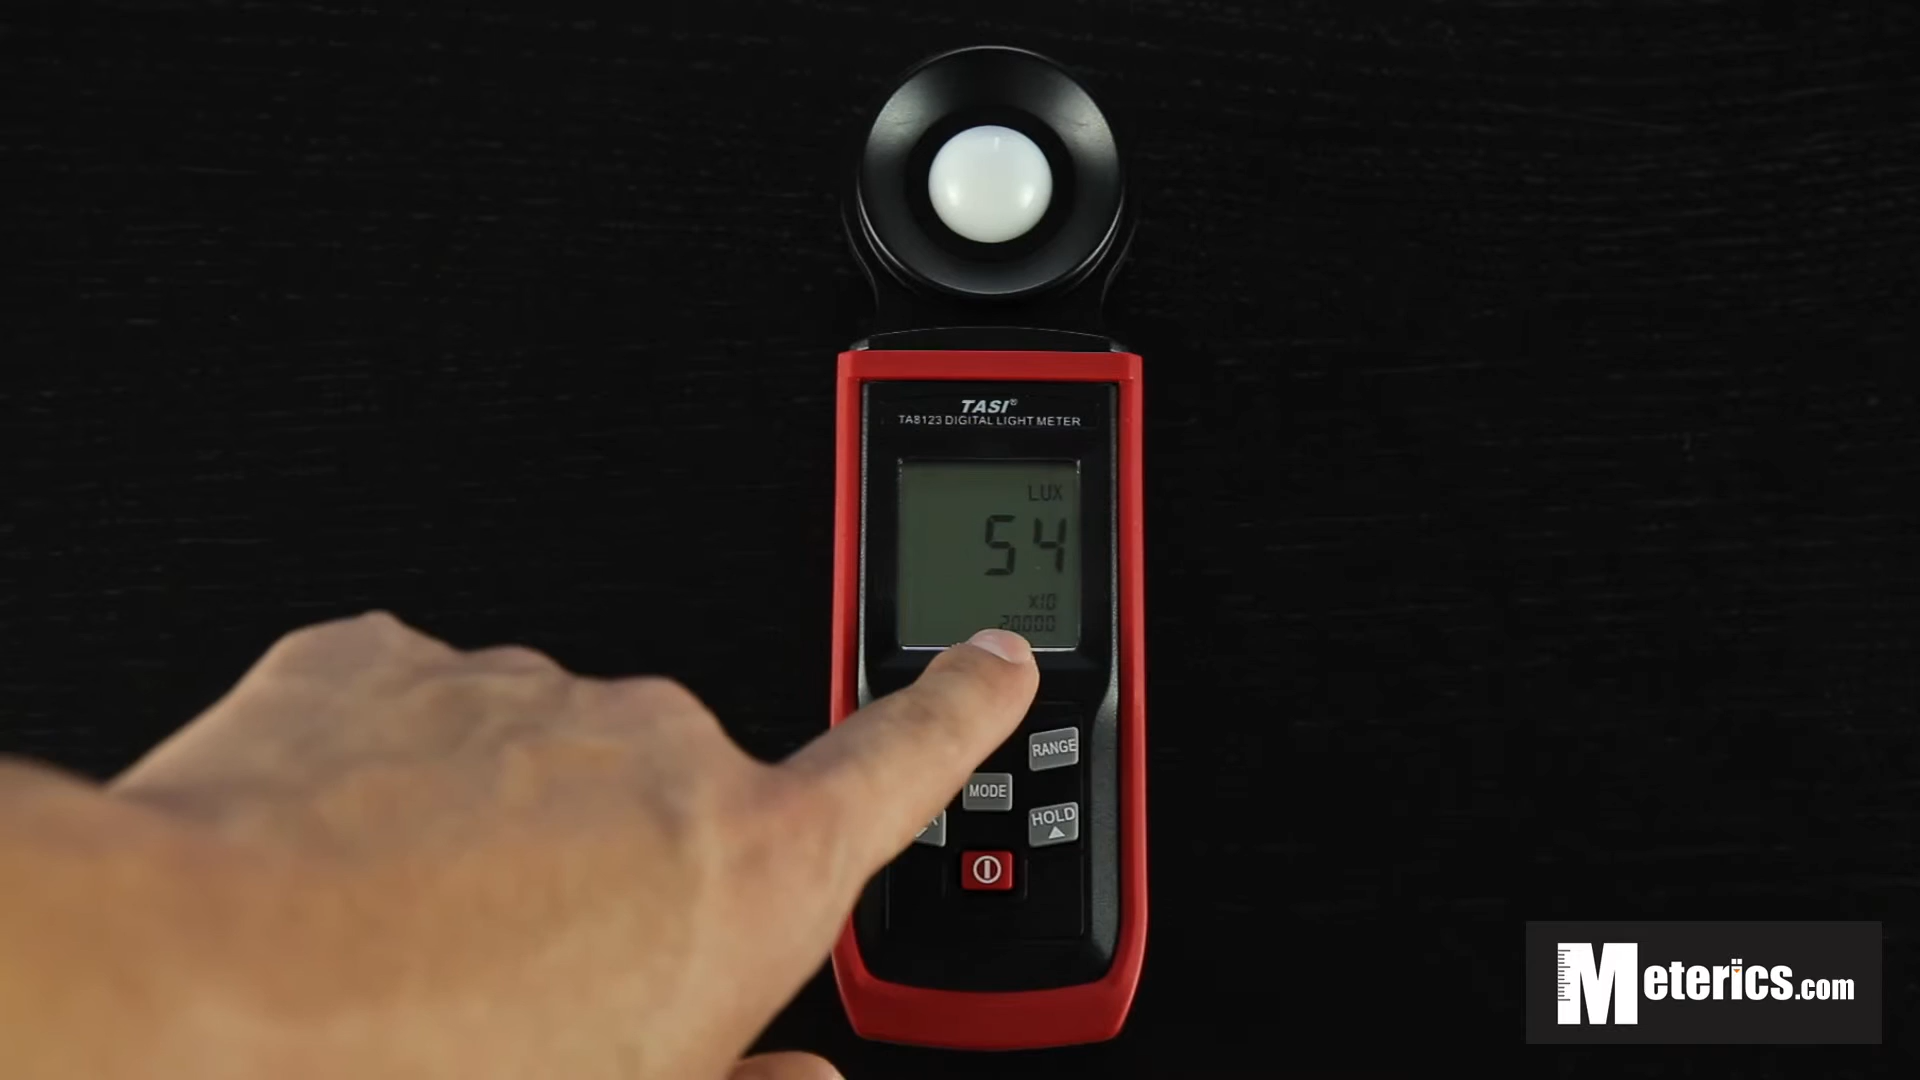 TASI®
TA8123 DIGITAL LIGHT METER
LUX
54
X10
20000
RANGE
MODE
HOLD
Meterics.com